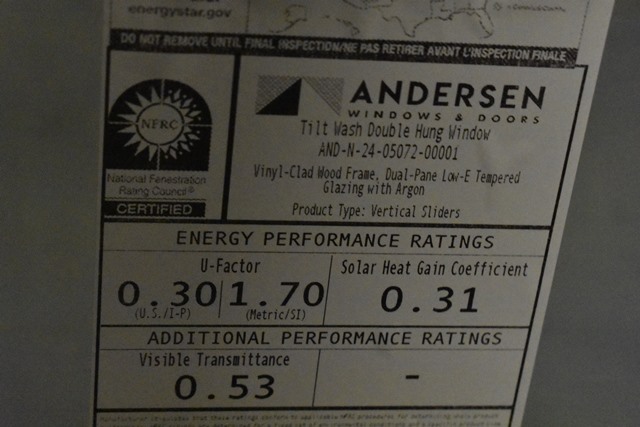 energystar.gov
DO NOT REMOVE UNTIL FINAL INSPECTION/NE PAS RETIRER AVANT L'INSPECTION FINALE
NFRC
National Fenestration
Rating Council®
CERTIFIED
ANDERSEN
WINDOWS & DOORS
Tilt Wash Double Hung Window
AND-N-24-05072-00001
Vinyl-Clad Wood Frame, Dual-Pane Low-E Tempered
Glazing with Argon
Product Type: Vertical Sliders
ENERGY PERFORMANCE RATINGS
U-Factor
Solar Heat Gain Coefficient
0.30 1.70
0.31
(U.S./I-P) (Metric/SI)
ADDITIONAL PERFORMANCE RATINGS
Visible Transmittance
0.53
-